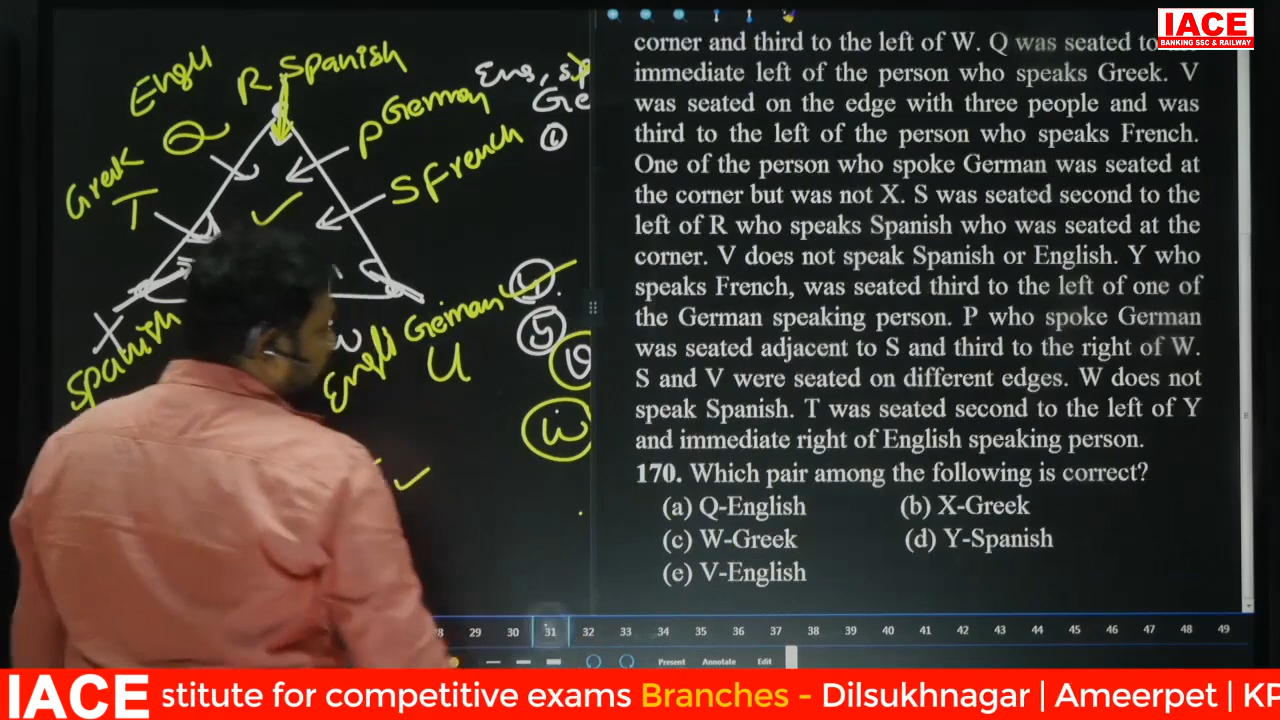 IACE
BANKING SSC & RAILWAY
corner and third to the left of W. Q was seated to
immediate left of the person who speaks Greek. V
was seated on the edge with three people and was
third to the left of the person who speaks French.
One of the person who spoke German was seated at
the corner but was not X. S was seated second to the
left of R who speaks Spanish who was seated at the
corner. V does not speak Spanish or English. Y who
speaks French, was seated third to the left of one of
the German speaking person. P who spoke German
was seated adjacent to S and third to the right of W.
S and V were seated on different edges. W does not
speak Spanish. T was seated second to the left of Y
and immediate right of English speaking person.
170. Which pair among the following is correct?
(a) Q-English (b) X-Greek
(c) W-Greek (d) Y-Spanish
(e) V-English
Engli
R Spanish
Q
P German
S French
Greek
T
X
Spanish
W
Engli
German
U
Eng, sp
Ge
6
4
5
29 30 31 32 33 34 35 36 37 38 39 40 41 42 43 44 45 46 47 48 49
Present Annotate Edit
IACE stitute for competitive exams Branches - Dilsukhnagar | Ameerpet | KP